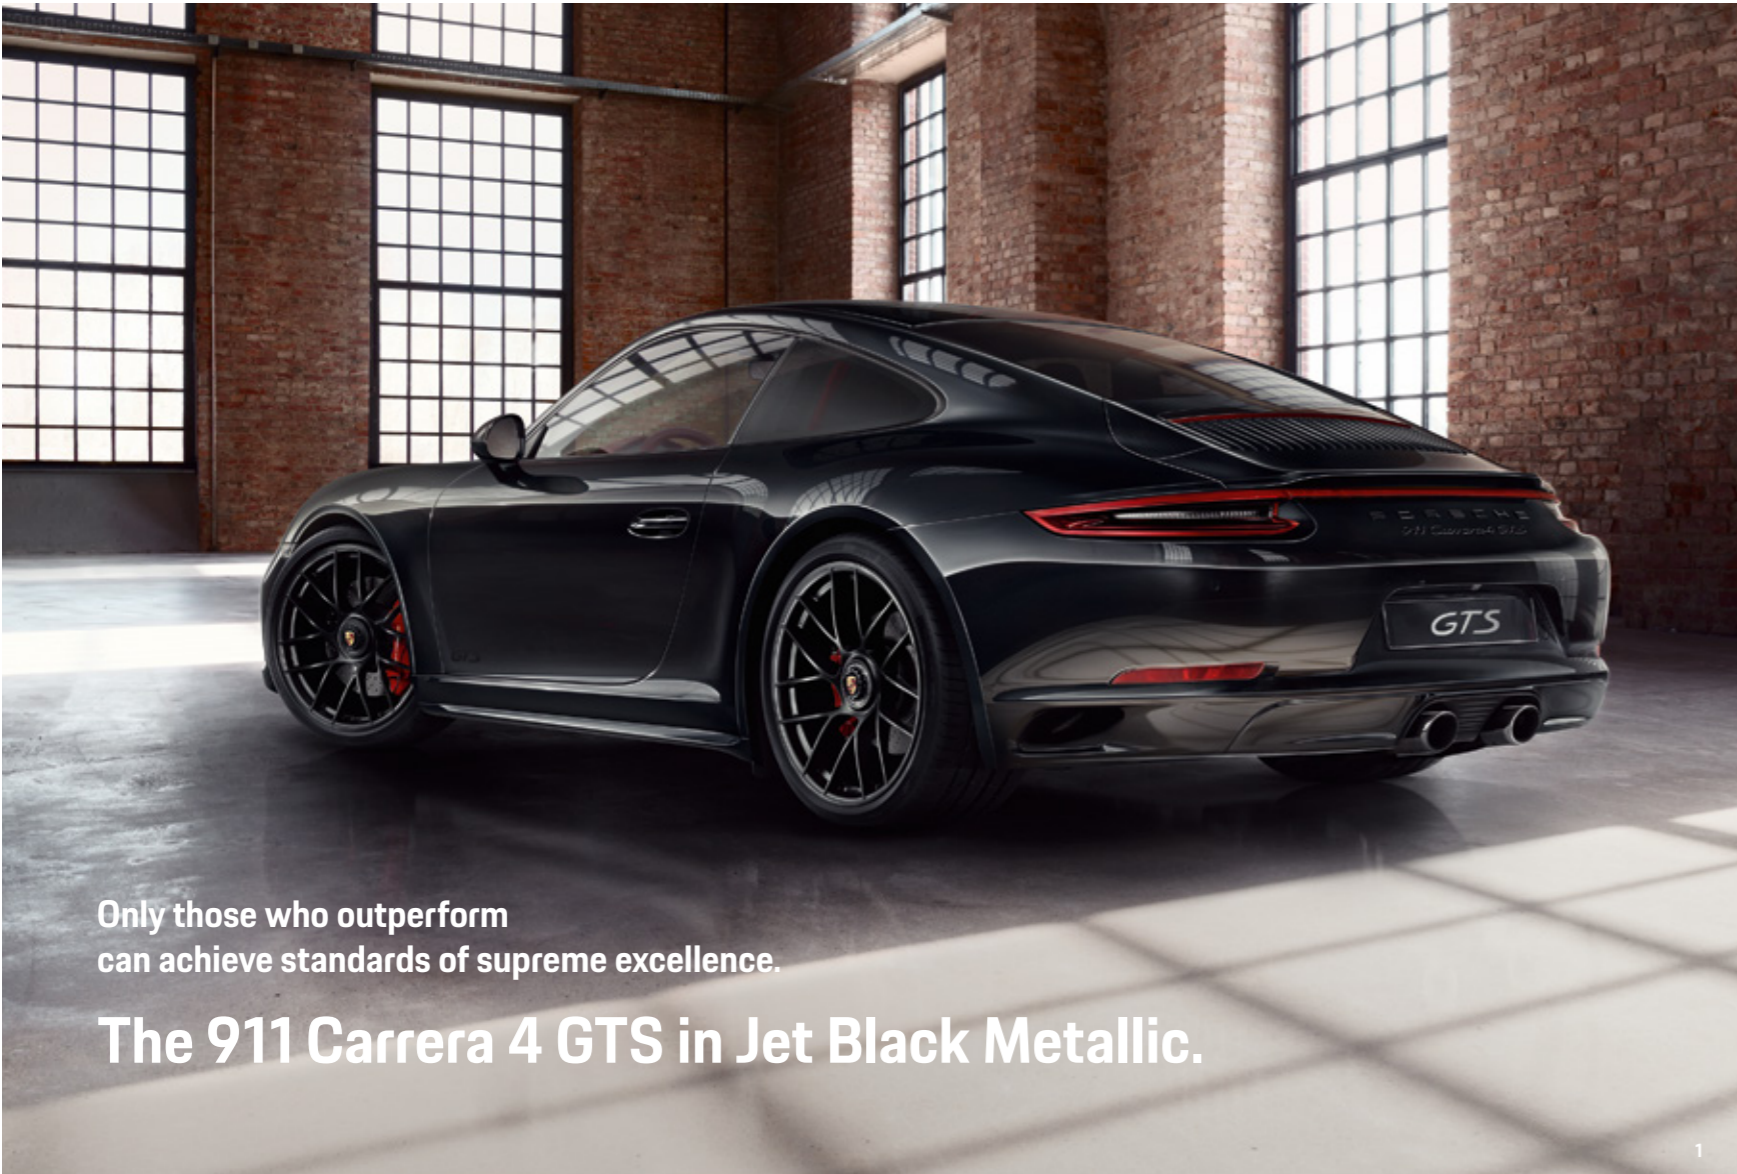 PORSCHE
911 Carrera 4 GTS
GTS
GTS
Only those who outperform
can achieve standards of supreme excellence.
The 911 Carrera 4 GTS in Jet Black Metallic.
1